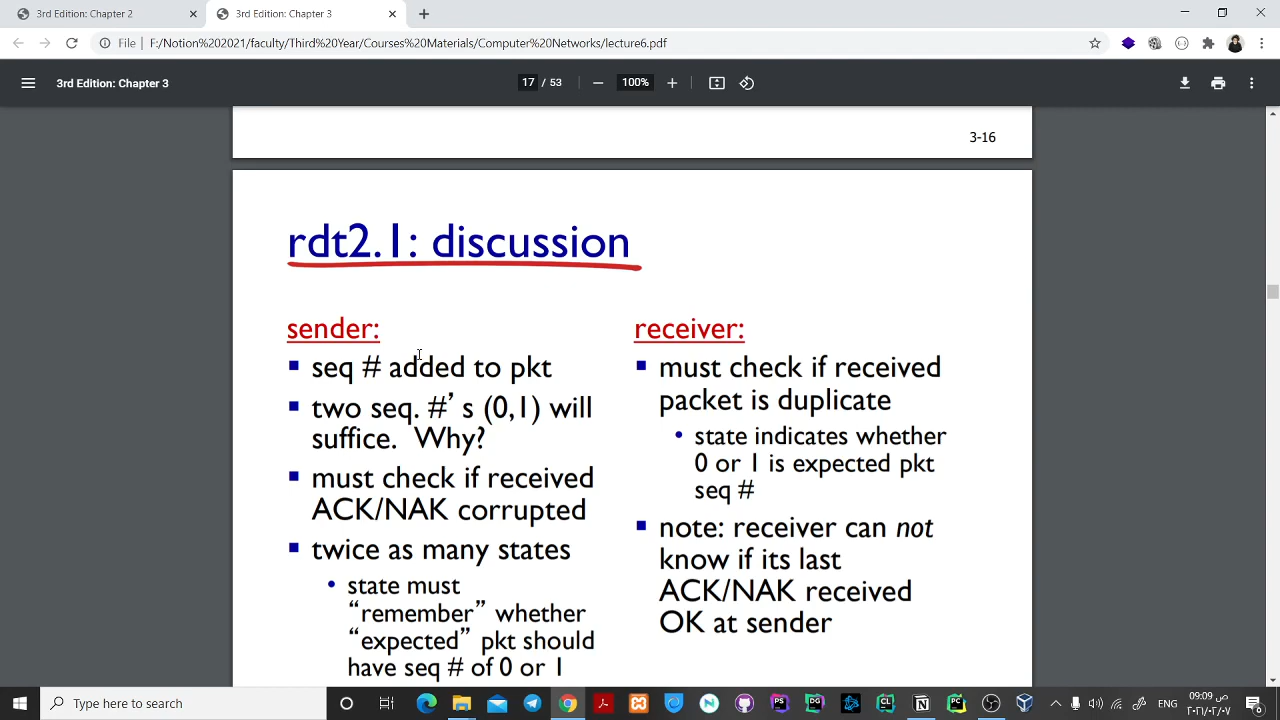 3rd Edition: Chapter 2
3rd Edition: Chapter 3
File | F:/Notion%202021/faculty/Third%20Year/Courses%20Materials/Computer%20Networks/lecture6.pdf
3rd Edition: Chapter 3
17 / 53
100%
3-16
rdt2.1: discussion
sender:
■ seq # added to pkt
■ two seq. #’s (0,1) will
suffice. Why?
■ must check if received
ACK/NAK corrupted
■ twice as many states
• state must
“remember” whether
“expected” pkt should
have seq # of 0 or 1
receiver:
■ must check if received
packet is duplicate
• state indicates whether
0 or 1 is expected pkt
seq #
■ note: receiver can not
know if its last
ACK/NAK received
OK at sender
Type here to search
PS
DG
CL
PC
ENG
09:09 ص